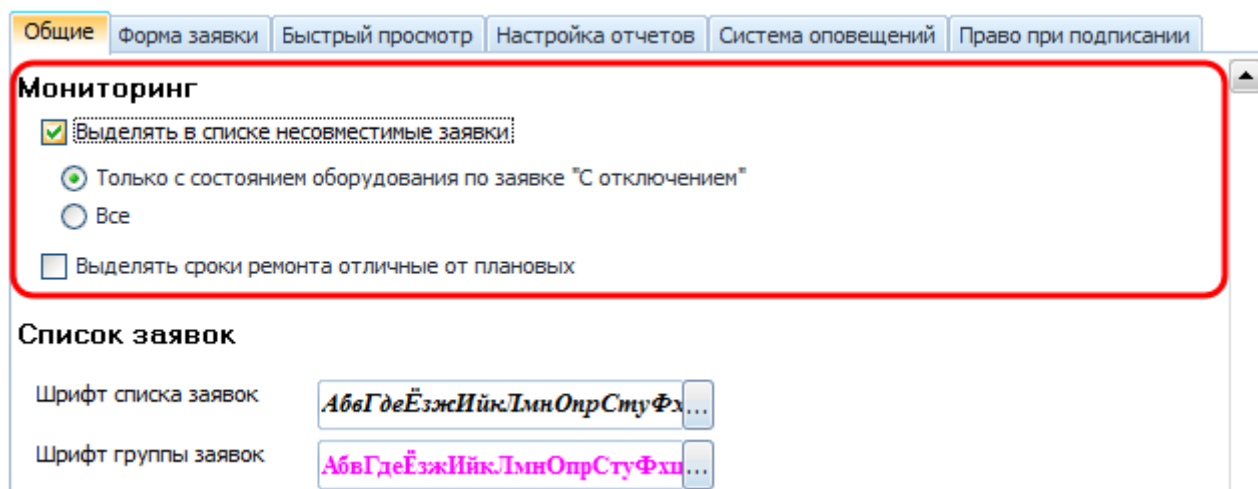 Общие Форма заявки Быстрый просмотр Настройка отчетов Система оповещений Право при подписании
Мониторинг
Выделять в списке несовместимые заявки
Только с состоянием оборудования по заявке "С отключением"
Все
Выделять сроки ремонта отличные от плановых
Список заявок
Шрифт списка заявок АбвГдеЁзжИйкЛмнОпрСтуФх ...
Шрифт группы заявок АбвГдеЁзжИйкЛмнОпрСтуФхц ...